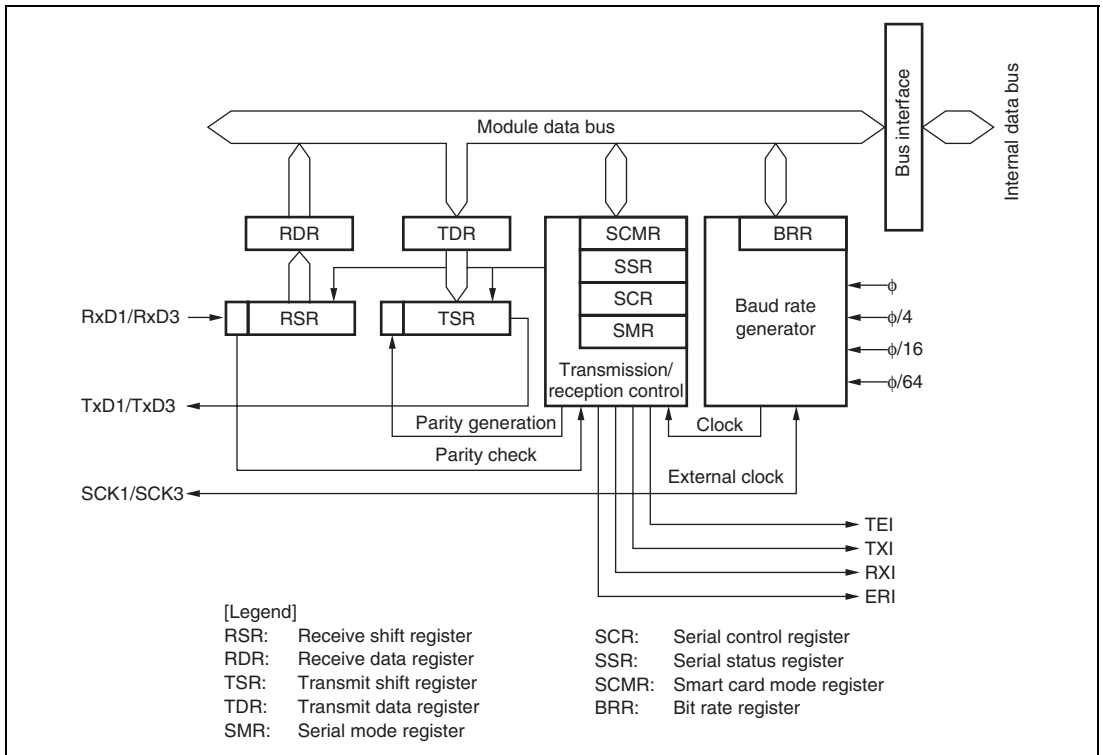 Module data bus
Bus interface
Internal data bus
RDR
TDR
SCMR
BRR
SSR
SCR
SMR
RxD1/RxD3
RSR
TSR
Baud rate
generator
ϕ
ϕ/4
ϕ/16
ϕ/64
Transmission/
reception control
TxD1/TxD3
Parity generation
Clock
Parity check
External clock
SCK1/SCK3
TEI
TXI
RXI
ERI
[Legend]
RSR: Receive shift register
RDR: Receive data register
TSR: Transmit shift register
TDR: Transmit data register
SMR: Serial mode register
SCR: Serial control register
SSR: Serial status register
SCMR: Smart card mode register
BRR: Bit rate register